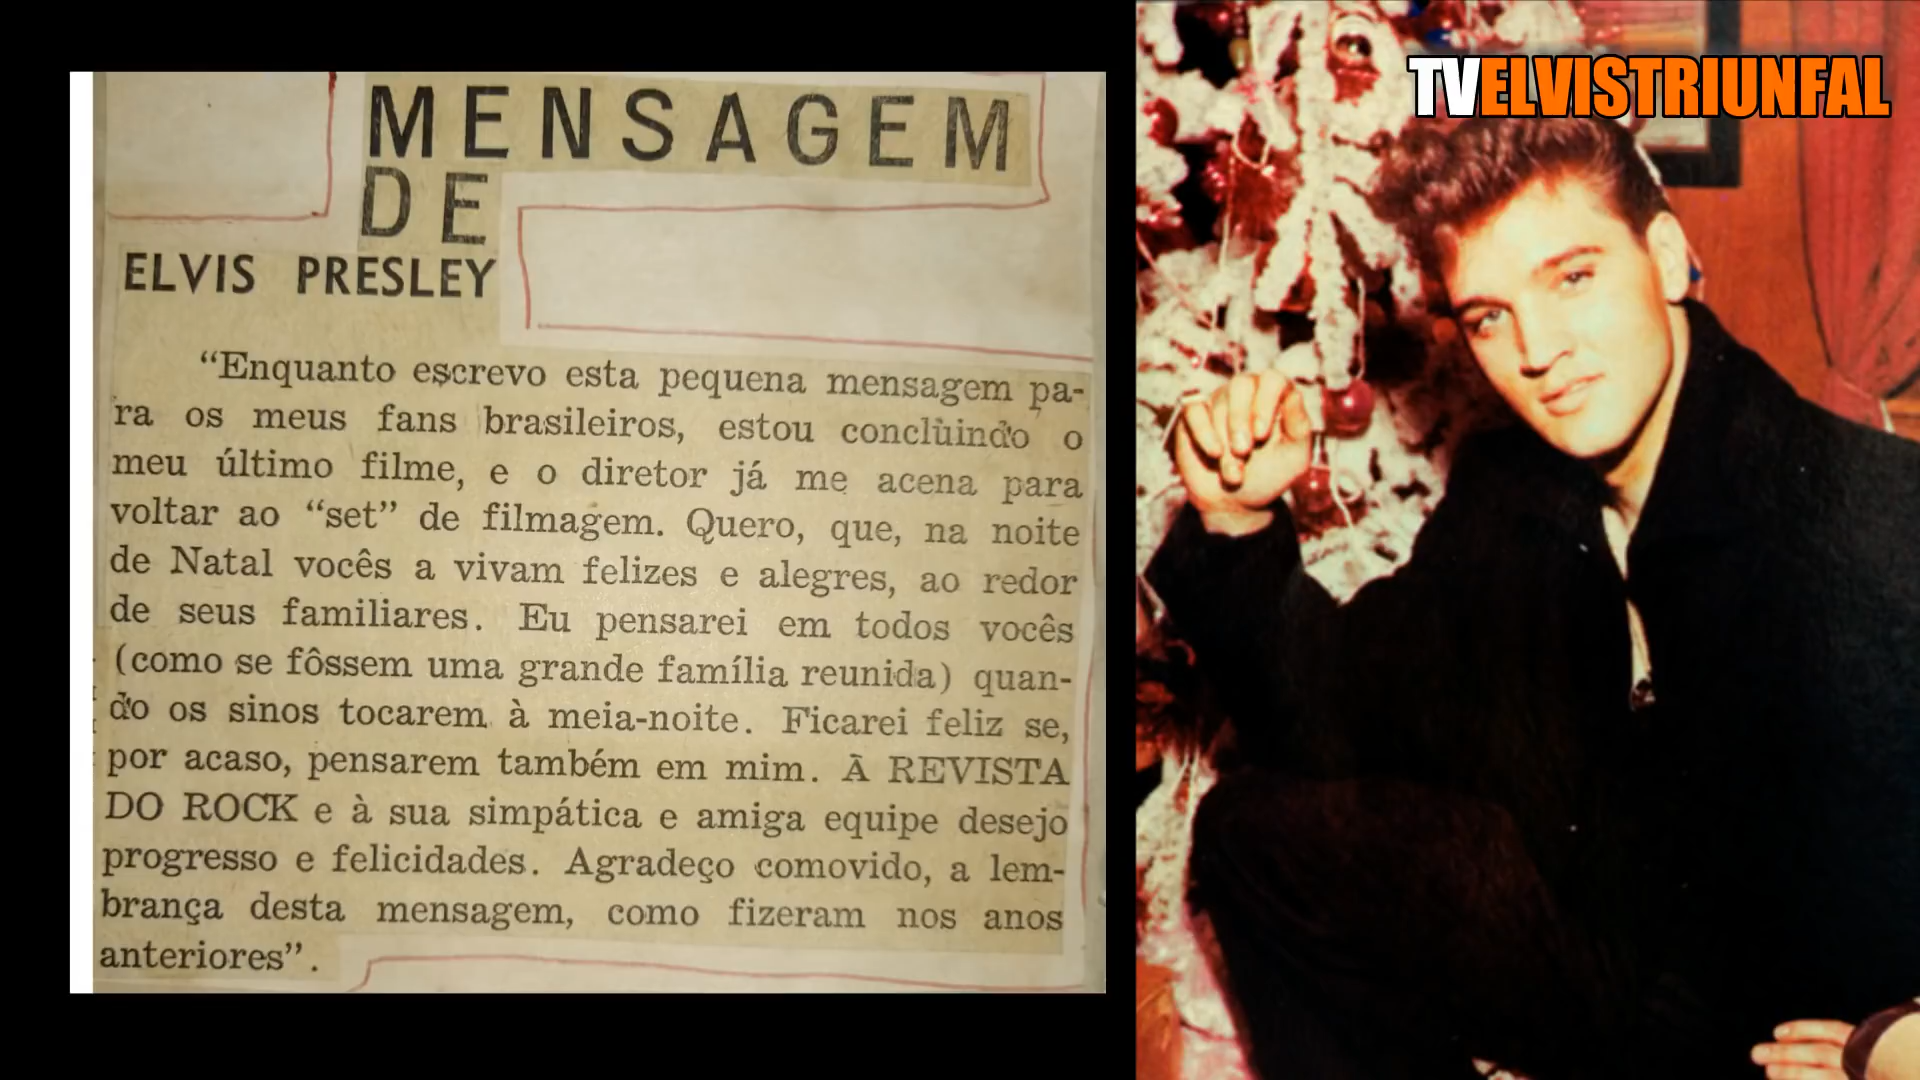 TVELVISTRIUNFAL
MENSAGEM
DE
ELVIS PRESLEY
“Enquanto escrevo esta pequena mensagem pa-
ra os meus fans brasileiros, estou concluindo o
meu último filme, e o diretor já me acena para
voltar ao “set” de filmagem. Quero, que, na noite
de Natal vocês a vivam felizes e alegres, ao redor
de seus familiares. Eu pensarei em todos vocês
(como se fôssem uma grande família reunida) quan-
do os sinos tocarem à meia-noite. Ficarei feliz se,
por acaso, pensarem também em mim. À REVISTA
DO ROCK e à sua simpática e amiga equipe desejo
progresso e felicidades. Agradeço comovido, a lem-
brança desta mensagem, como fizeram nos anos
anteriores”.